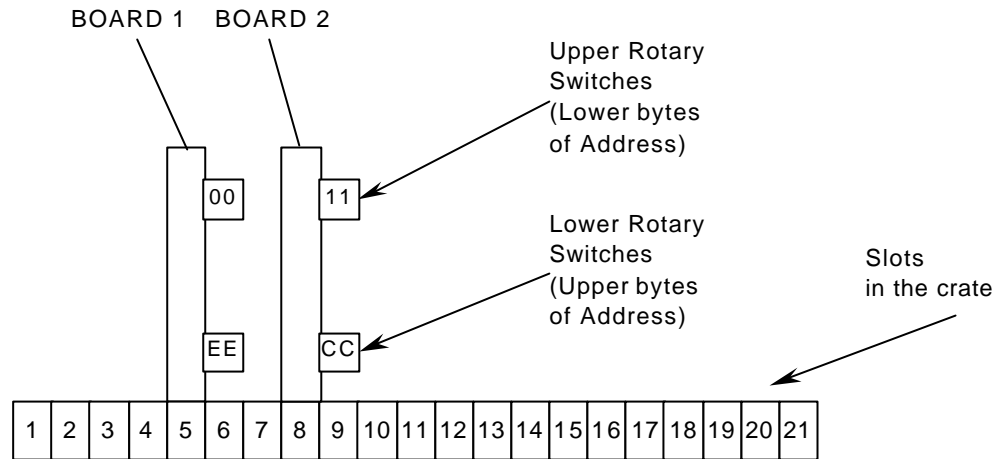 BOARD 1 BOARD 2
Upper Rotary
Switches
(Lower bytes
of Address)
00 11
Lower Rotary
Switches
(Upper bytes
of Address)
Slots
in the crate
EE CC
1 2 3 4 5 6 7 8 9 10 11 12 13 14 15 16 17 18 19 20 21